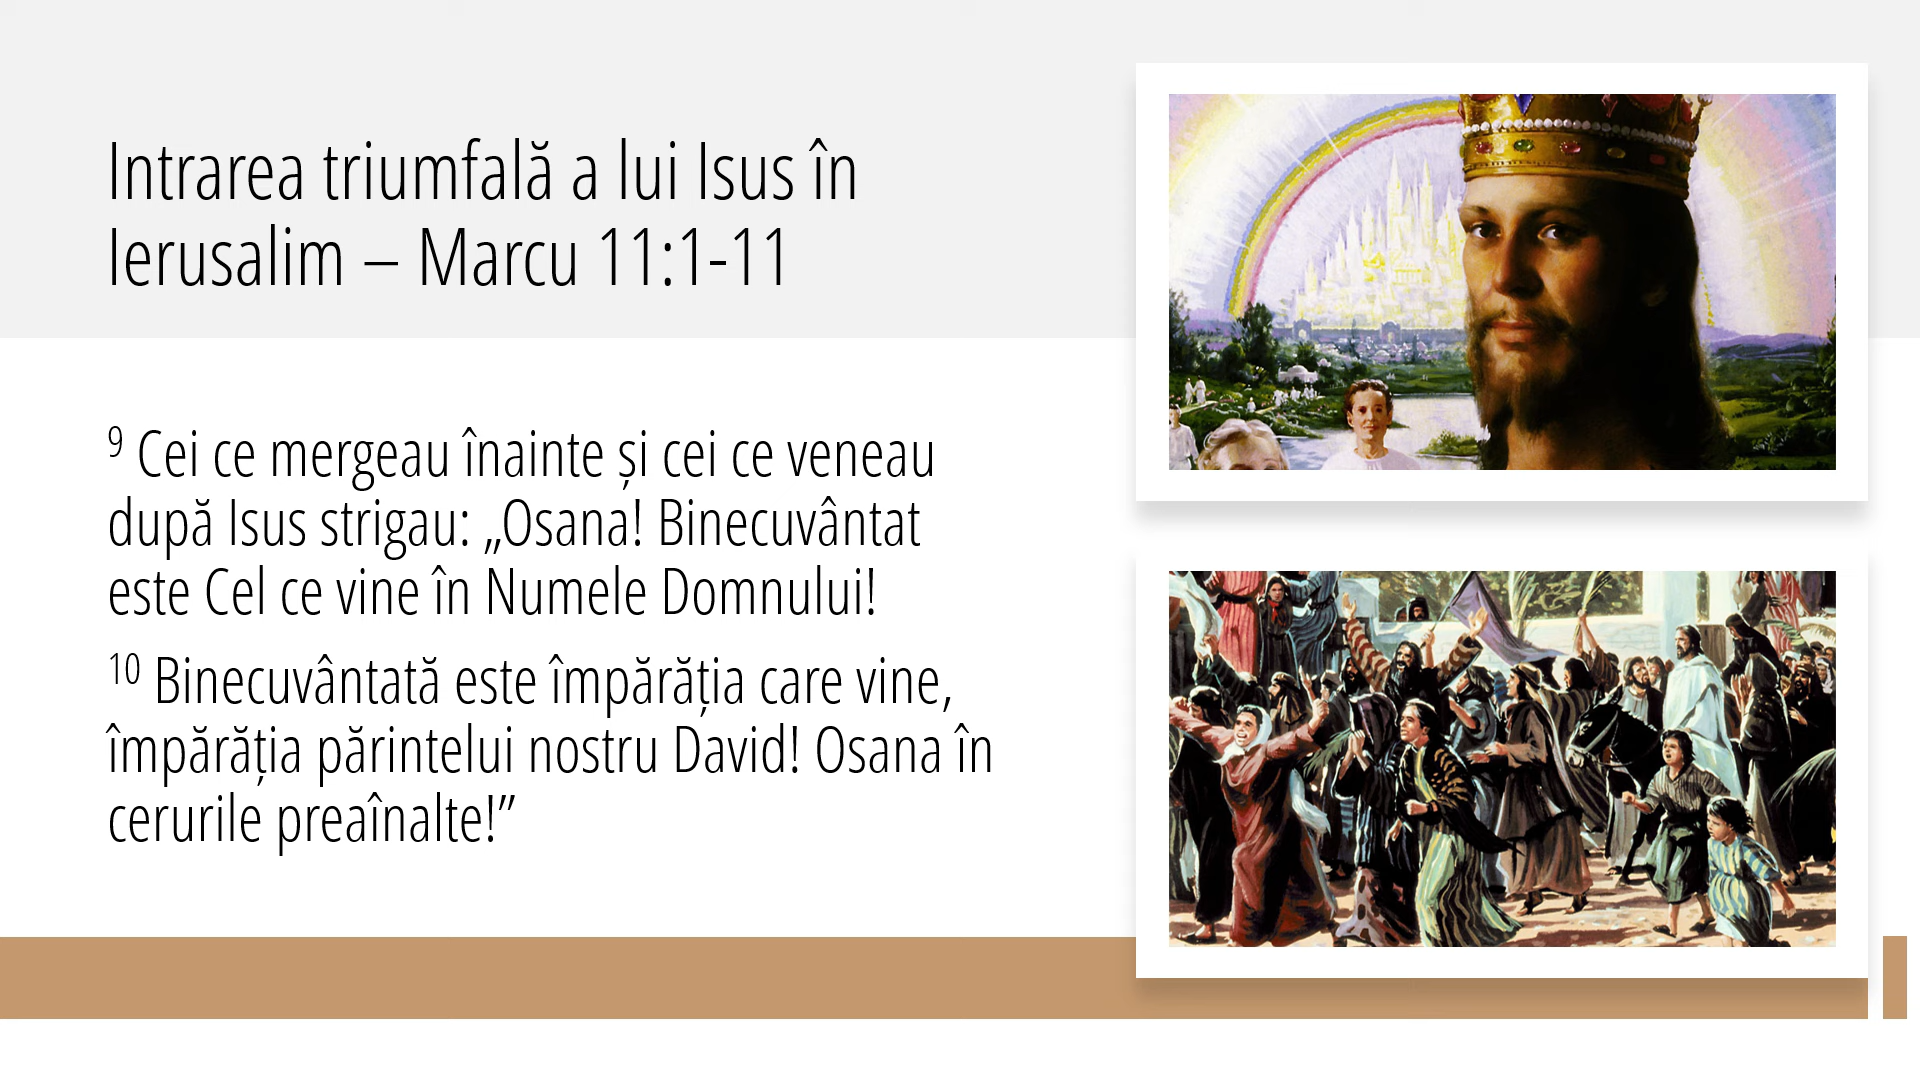 Intrarea triumfală a lui Isus în
Ierusalim – Marcu 11:1-11
9 Cei ce mergeau înainte și cei ce veneau
după Isus strigau: „Osana! Binecuvântat
este Cel ce vine în Numele Domnului!
10 Binecuvântată este împărăția care vine,
împărăția părintelui nostru David! Osana în
cerurile preaînalte!”